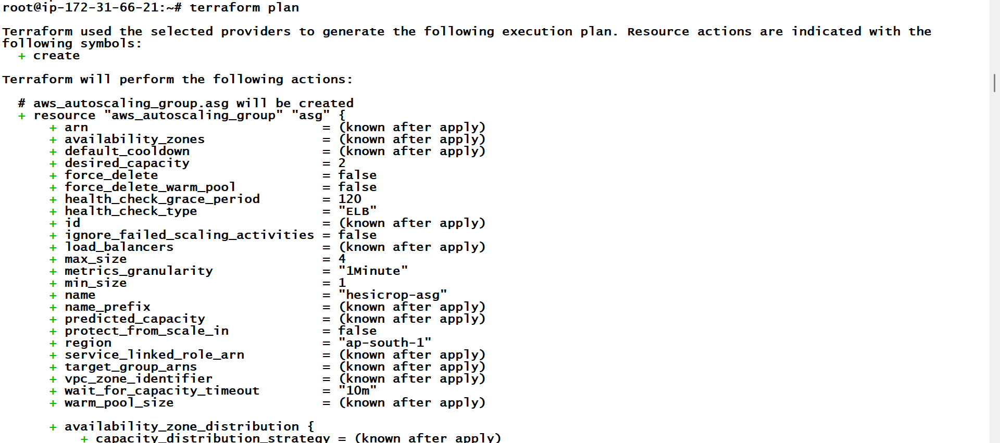 root@ip-172-31-66-21:~# terraform plan
Terraform used the selected providers to generate the following execution plan. Resource actions are indicated with the
following symbols:
  + create
Terraform will perform the following actions:
  # aws_autoscaling_group.asg will be created
  + resource "aws_autoscaling_group" "asg" {
      + arn                              = (known after apply)
      + availability_zones               = (known after apply)
      + default_cooldown                 = (known after apply)
      + desired_capacity                 = 2
      + force_delete                     = false
      + force_delete_warm_pool           = false
      + health_check_grace_period        = 120
      + health_check_type                = "ELB"
      + id                               = (known after apply)
      + ignore_failed_scaling_activities = false
      + load_balancers                   = (known after apply)
      + max_size                         = 4
      + metrics_granularity              = "1Minute"
      + min_size                         = 1
      + name                             = "hesicrop-asg"
      + name_prefix                      = (known after apply)
      + predicted_capacity               = (known after apply)
      + protect_from_scale_in            = false
      + region                           = "ap-south-1"
      + service_linked_role_arn          = (known after apply)
      + target_group_arns                = (known after apply)
      + vpc_zone_identifier              = (known after apply)
      + wait_for_capacity_timeout        = "10m"
      + warm_pool_size                   = (known after apply)
      + availability_zone_distribution {
          + capacity_distribution_strategy = (known after apply)